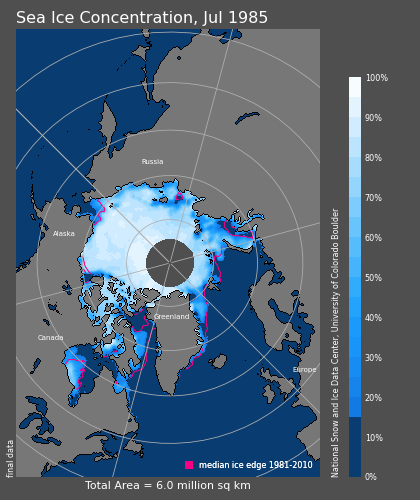 Sea Ice Concentration, Jul 1985
Russia
Alaska
Greenland
Canada
Europe
median ice edge 1981-2010
Total Area = 6.0 million sq km
final data
100%
90%
80%
70%
60%
50%
40%
30%
20%
10%
0%
National Snow and Ice Data Center, University of Colorado Boulder